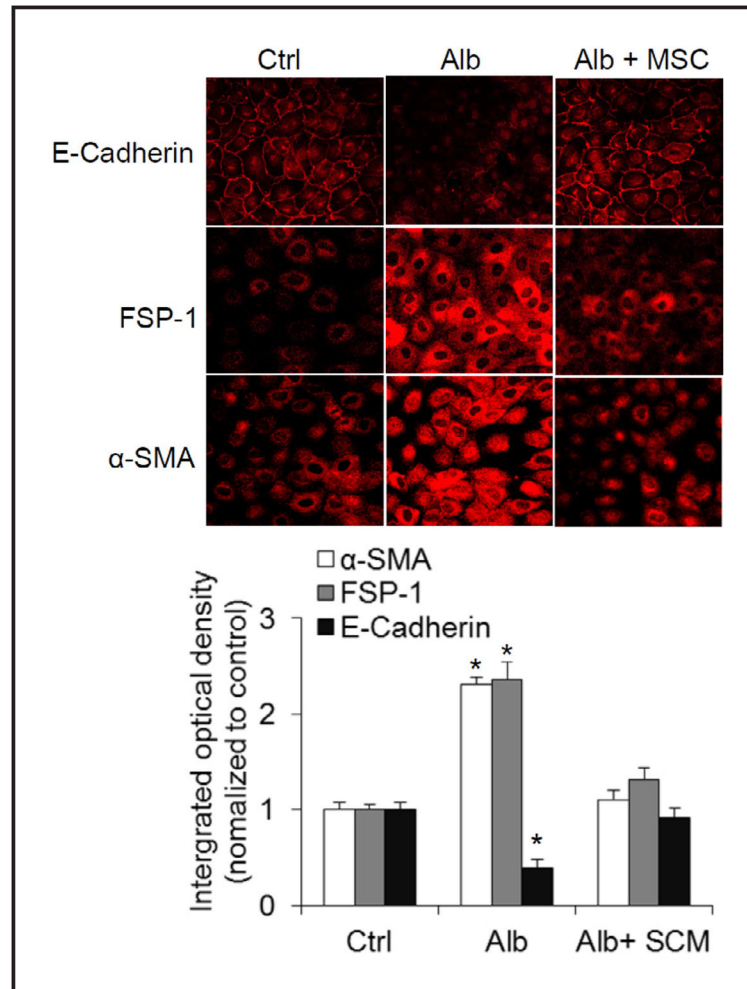 Ctrl Alb Alb + MSC
E-Cadherin
FSP-1
α-SMA
α-SMA
FSP-1
E-Cadherin
Intergrated optical density
(nomalized to control)
3
2
1
0
* *
*
Ctrl Alb Alb+ SCM